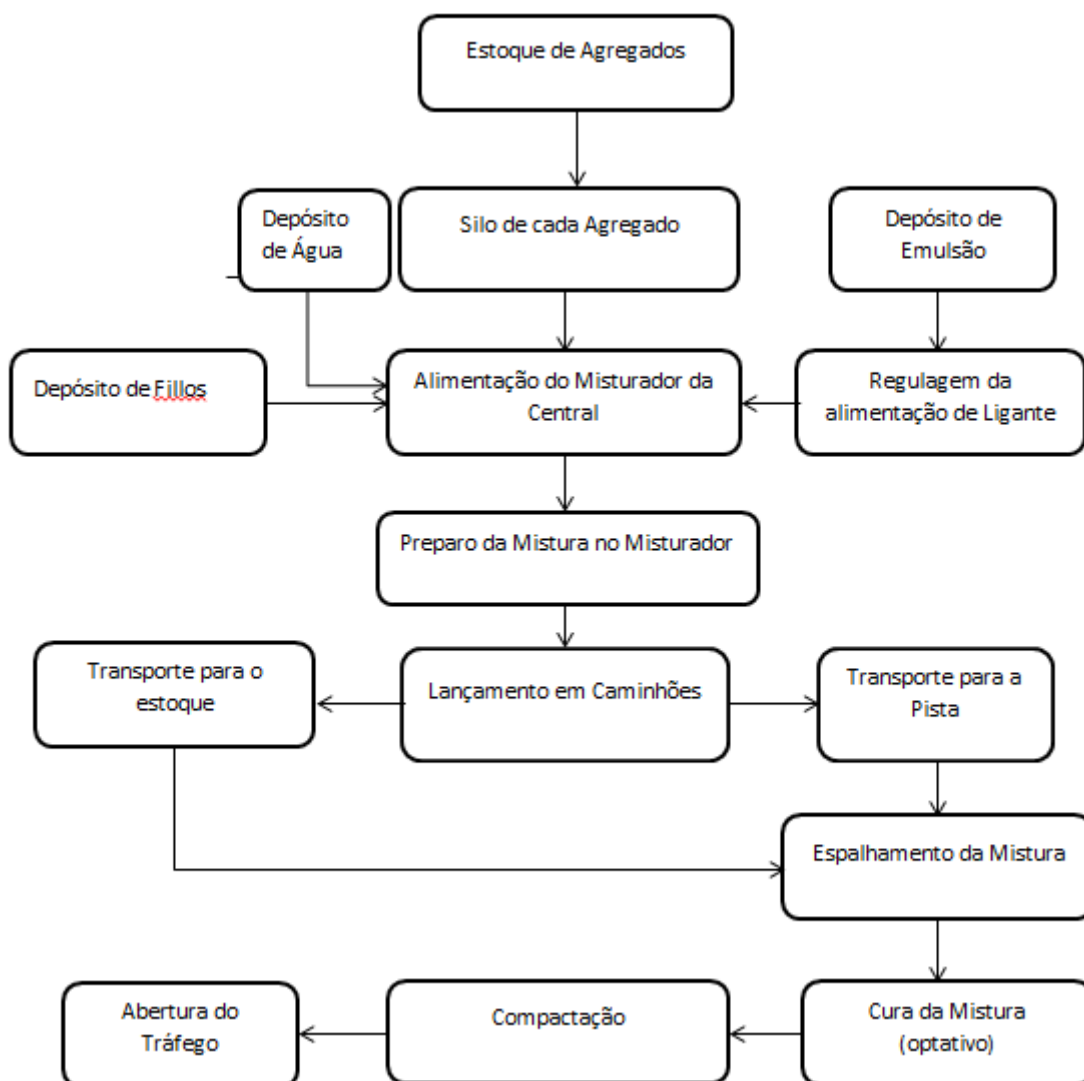 Estoque de Agregados
Depósito
de Água
Silo de cada Agregado
Depósito de
Emulsão
Depósito de Fillos
Alimentação do Misturador da
Central
Regulagem da
alimentação de Ligante
Preparo da Mistura no Misturador
Transporte para o
estoque
Lançamento em Caminhões
Transporte para a
Pista
Espalhamento da Mistura
Abertura do
Tráfego
Compactação
Cura da Mistura
(optativo)